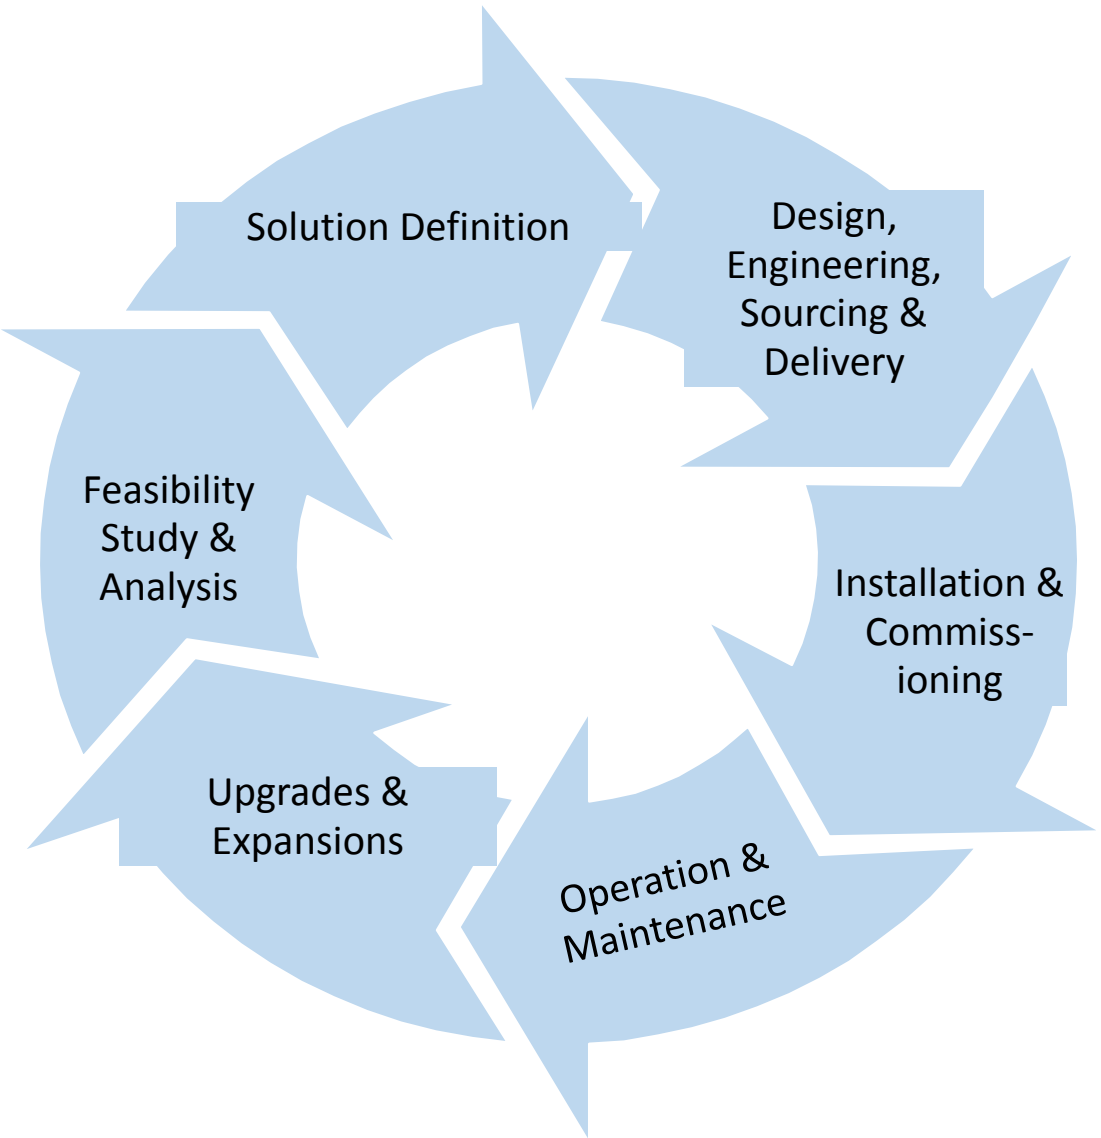 Solution Definition
Design,
Engineering,
Sourcing &
Delivery
Installation &
Commiss-
ioning
Operation &
Maintenance
Upgrades &
Expansions
Feasibility
Study &
Analysis